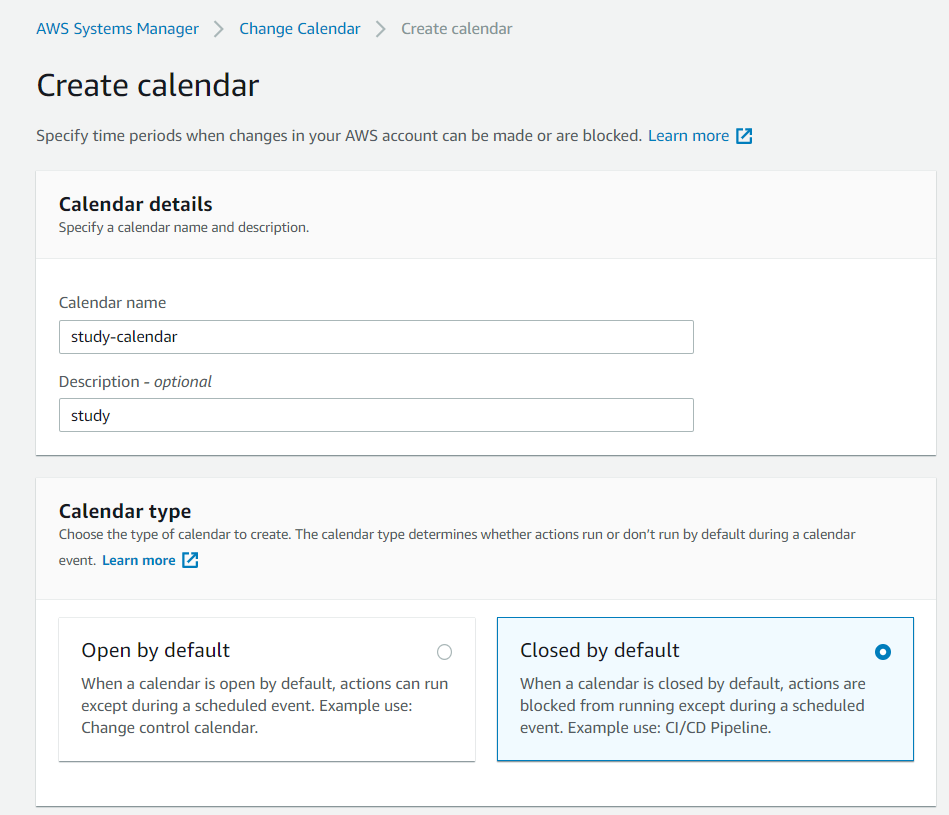 AWS Systems Manager > Change Calendar > Create calendar
Create calendar
Specify time periods when changes in your AWS account can be made or are blocked. Learn more
Calendar details
Specify a calendar name and description.
Calendar name
study-calendar
Description - optional
study
Calendar type
Choose the type of calendar to create. The calendar type determines whether actions run or don’t run by default during a calendar
event. Learn more
Open by default
When a calendar is open by default, actions can run
except during a scheduled event. Example use:
Change control calendar.
Closed by default
When a calendar is closed by default, actions are
blocked from running except during a scheduled
event. Example use: CI/CD Pipeline.